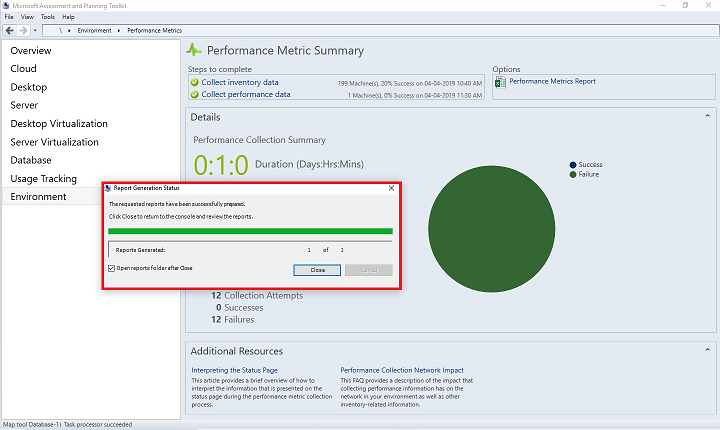 Microsoft Assessment and Planning Toolkit
File View Tools Help
\ Environment Performance Metrics
Overview
Cloud
Desktop
Server
Desktop Virtualization
Server Virtualization
Database
Usage Tracking
Environment
Performance Metric Summary
Steps to complete
Collect inventory data 199 Machine(s), 20% Success on 04-04-2019 10:40 AM
Collect performance data 1 Machine(s), 0% Success on 04-04-2019 11:30 AM
Options
Performance Metrics Report
Details
Performance Collection Summary
0:1:0 Duration (Days:Hrs:Mins)
Success
Failure
Report Generation Status
The requested reports have been successfully prepared.
Click Close to return to the console and review the reports.
Reports Generated: 1 of 1
Open reports folder after Close
Close Cancel
12 Collection Attempts
0 Successes
12 Failures
Additional Resources
Interpreting the Status Page
This article provides a brief overview of how to
interpret the information that is presented on the
status page during the performance metric collection
process.
Performance Collection Network Impact
This FAQ provides a description of the impact that
collecting performance information has on the
network in your environment as well as other
inventory-related information.
Map tool Database-1 Task processor succeeded